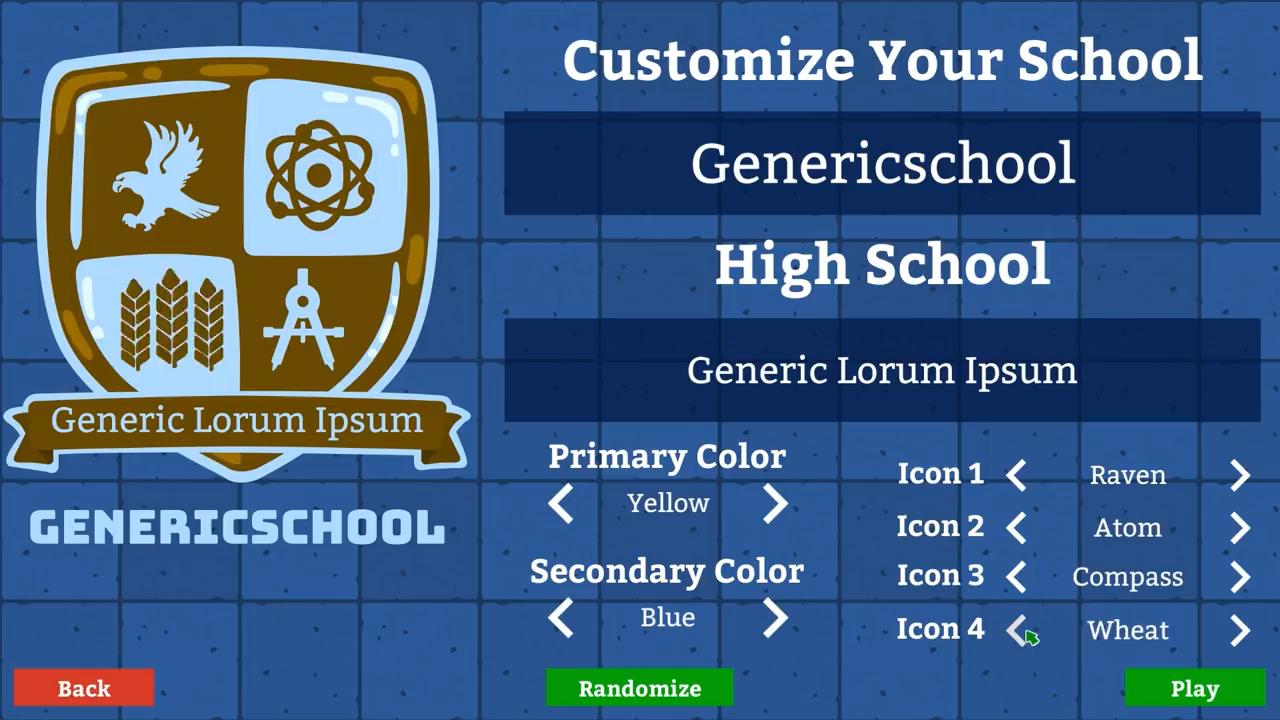 Customize Your School
Genericschool
High School
Generic Lorum Ipsum
Generic Lorum Ipsum
GENERICSCHOOL
Primary Color
Yellow
Secondary Color
Blue
Icon 1 Raven
Icon 2 Atom
Icon 3 Compass
Icon 4 Wheat
Back
Randomize
Play